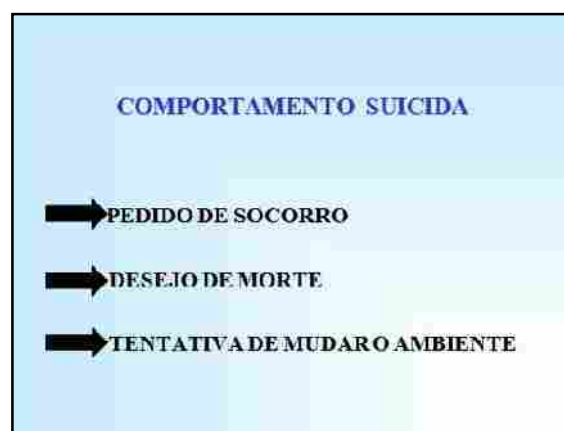 COMPORTAMENTO SUICIDA
PEDIDO DE SOCORRO
DESEJO DE MORTE
TENTATIVA DE MUDAR O AMBIENTE